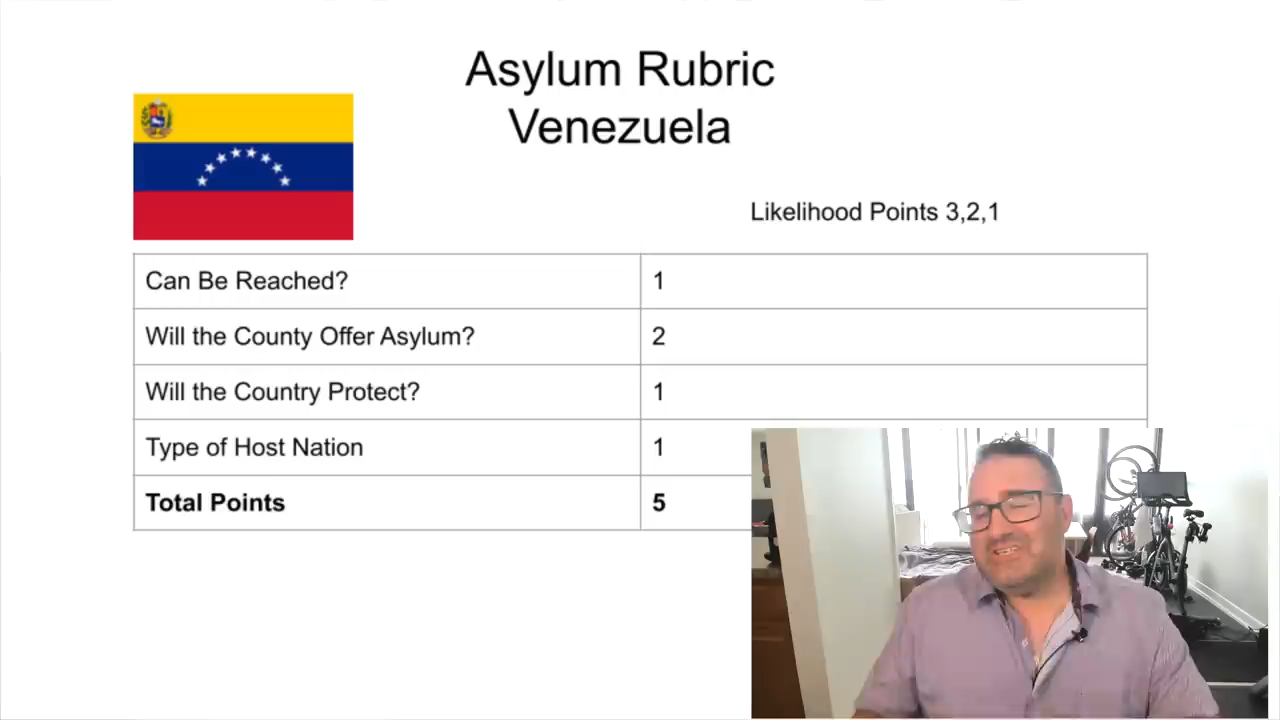 Asylum Rubric
Venezuela
Likelihood Points 3,2,1
Can Be Reached? 1
Will the County Offer Asylum? 2
Will the Country Protect? 1
Type of Host Nation 1
Total Points 5